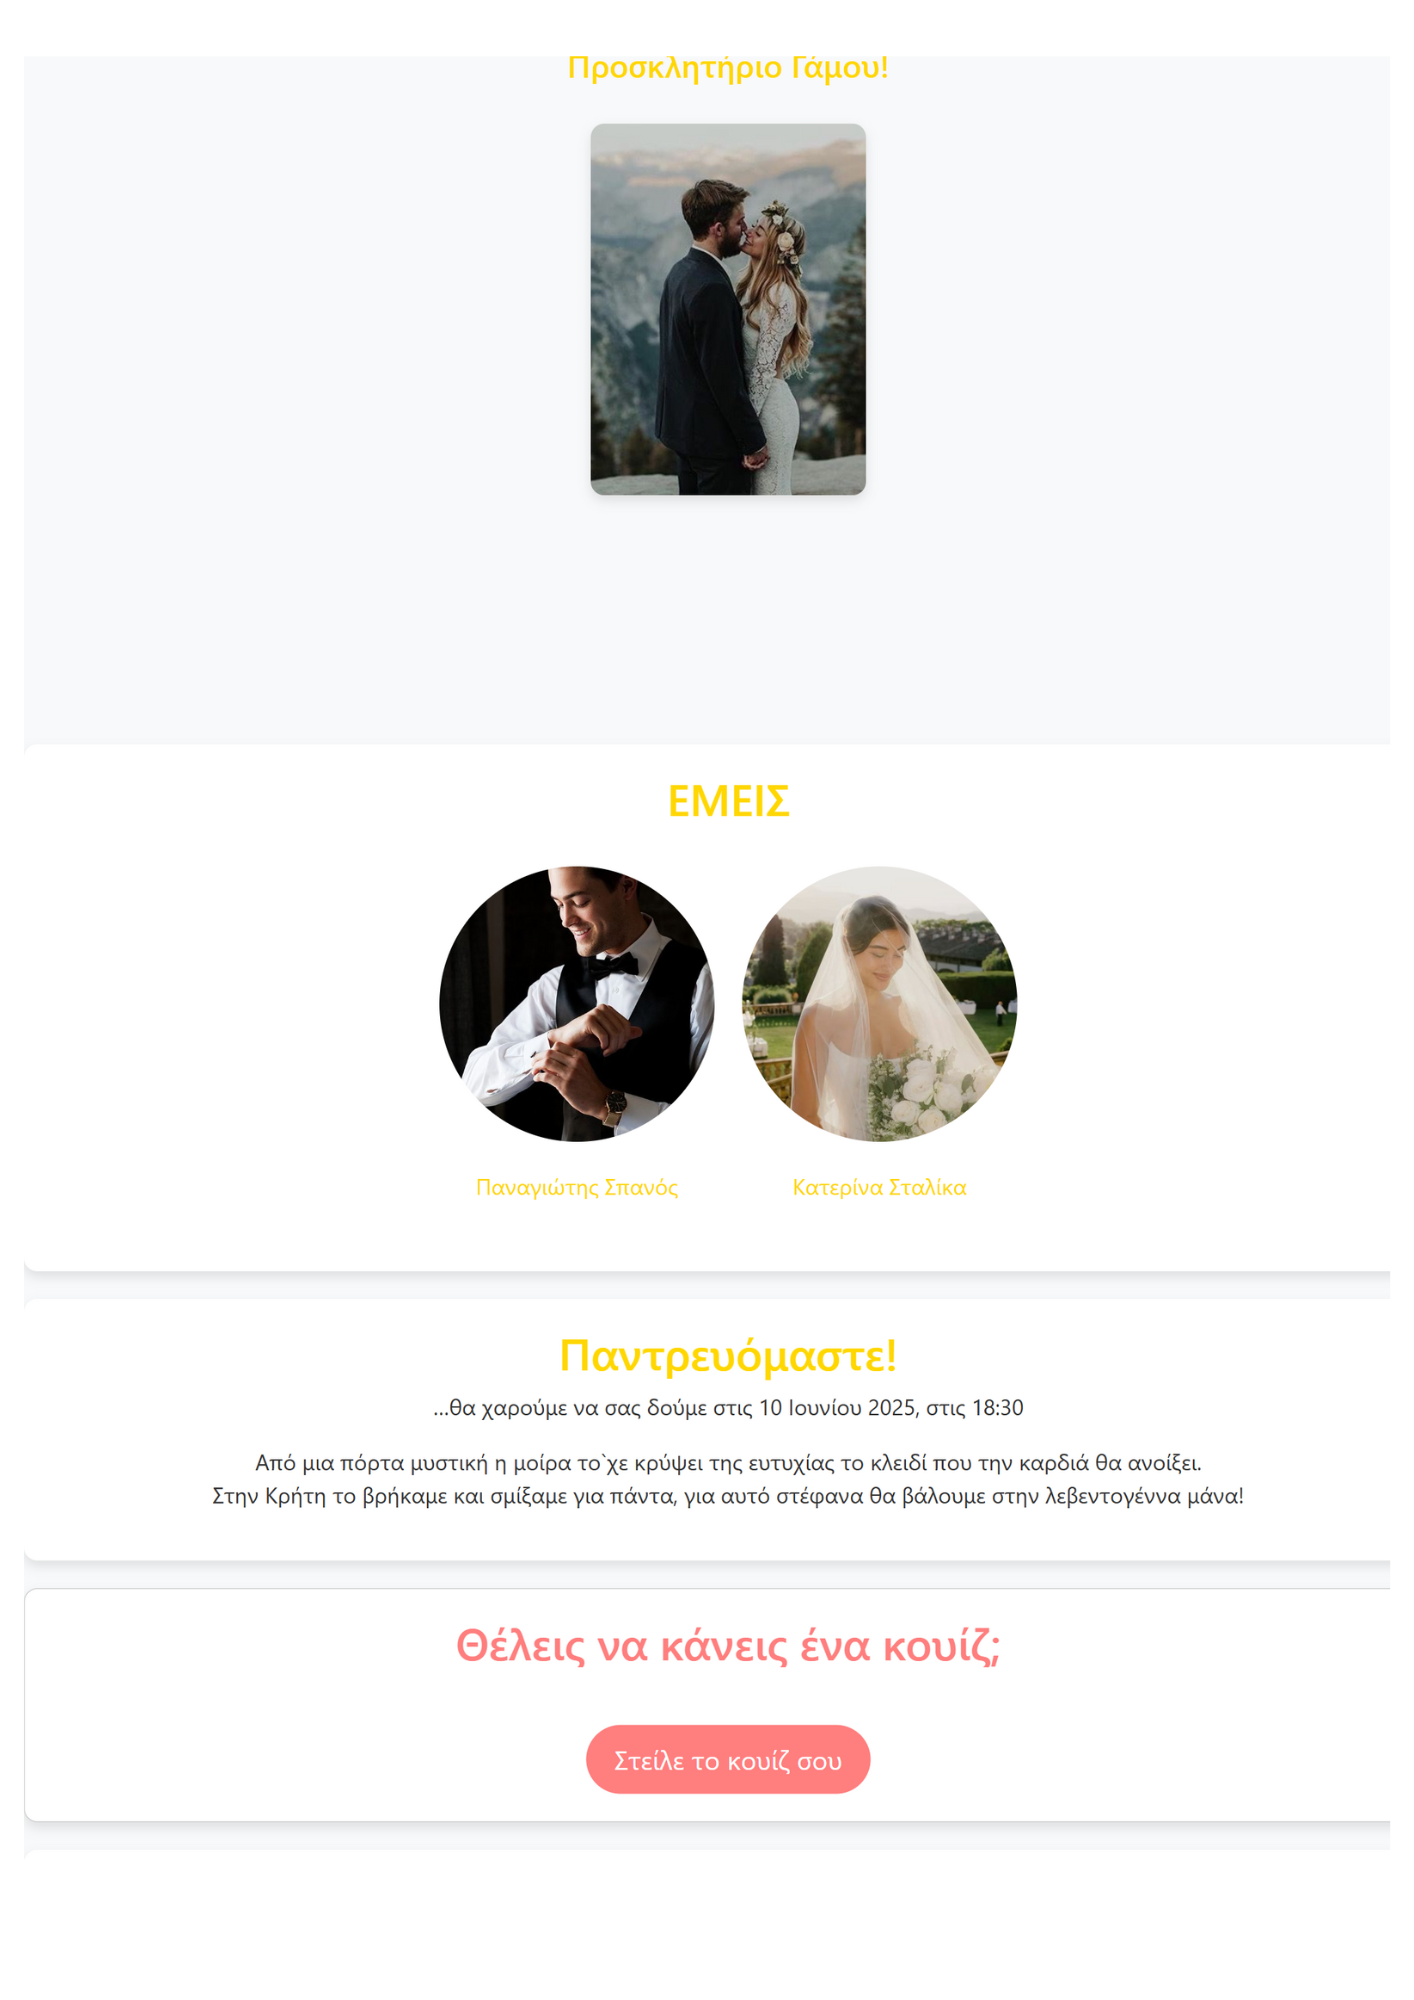 Προσκλητήριο Γάμου!
ΕΜΕΙΣ
Παναγιώτης Σπανός
Κατερίνα Σταλίκα
Παντρευόμαστε!
...θα χαρούμε να σας δούμε στις 10 Ιουνίου 2025, στις 18:30
Από μια πόρτα μυστική η μοίρα το`χε κρύψει της ευτυχίας το κλειδί που την καρδιά θα ανοίξει.
Στην Κρήτη το βρήκαμε και σμίξαμε για πάντα, για αυτό στέφανα θα βάλουμε στην λεβεντογέννα μάνα!
Θέλεις να κάνεις ένα κουίζ;
Στείλε το κουίζ σου